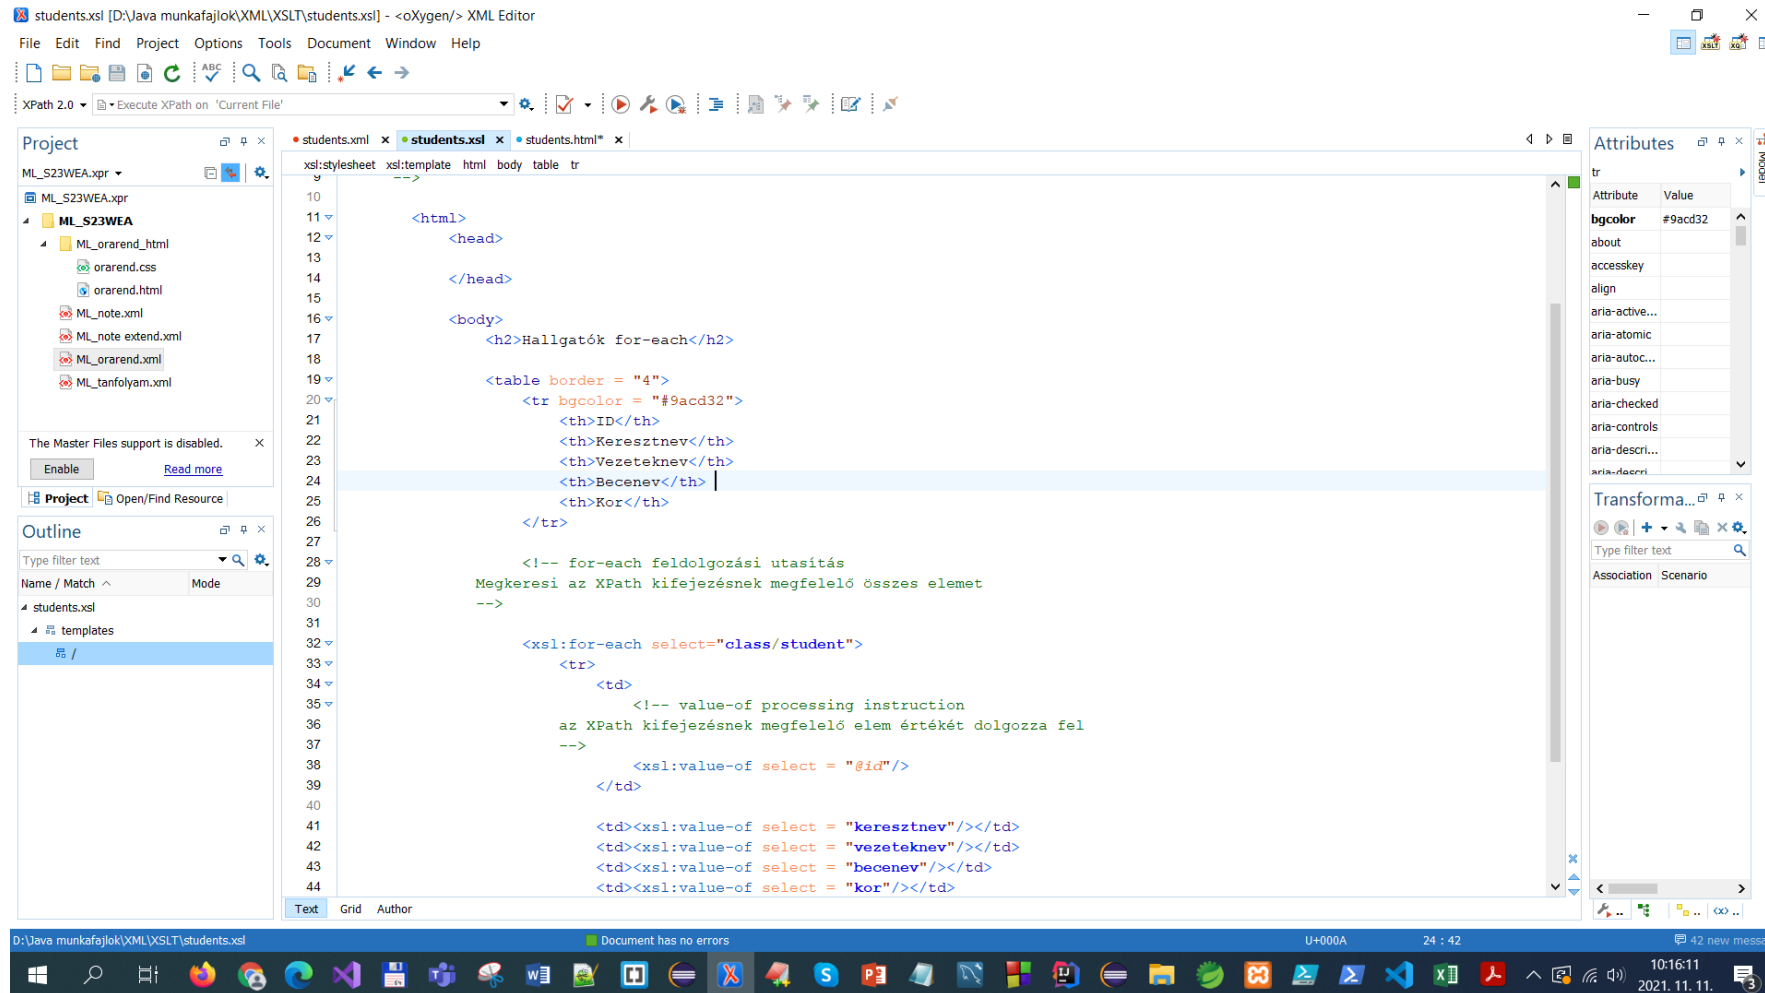 students.xsl [D:\Java munkafajlok\XML\XSLT\students.xsl] - <oXygen/> XML Editor
File Edit Find Project Options Tools Document Window Help
XPath 2.0 Execute XPath on 'Current File'
Project
ML_S23WEA.xpr
ML_S23WEA.xpr
ML_S23WEA
ML_orarend_html
orarend.css
orarend.html
ML_note.xml
ML_note extend.xml
ML_orarend.xml
ML_tanfolyam.xml
The Master Files support is disabled.
Enable Read more
Project Open/Find Resource
Outline
Type filter text
Name / Match Mode
students.xsl
templates
/
students.xml students.xsl students.html*
xsl:stylesheet xsl:template html body table tr
9 -->
10
11 <html>
12 <head>
13
14 </head>
15
16 <body>
17 <h2>Hallgatók for-each</h2>
18
19 <table border = "4">
20 <tr bgcolor = "#9acd32">
21 <th>ID</th>
22 <th>Keresztnev</th>
23 <th>Vezeteknev</th>
24 <th>Becenev</th>
25 <th>Kor</th>
26 </tr>
27
28 <!-- for-each feldolgozási utasítás
29 Megkeresi az XPath kifejezésnek megfelelő összes elemet
30 -->
31
32 <xsl:for-each select="class/student">
33 <tr>
34 <td>
35 <!-- value-of processing instruction
36 az XPath kifejezésnek megfelelő elem értékét dolgozza fel
37 -->
38 <xsl:value-of select = "@id"/>
39 </td>
40
41 <td><xsl:value-of select = "keresztnev"/></td>
42 <td><xsl:value-of select = "vezeteknev"/></td>
43 <td><xsl:value-of select = "becenev"/></td>
44 <td><xsl:value-of select = "kor"/></td>
Text Grid Author
Attributes
tr
Attribute Value
bgcolor #9acd32
about
accesskey
align
aria-active...
aria-atomic
aria-autoc...
aria-busy
aria-checked
aria-controls
aria-descri...
aria-descri
Model
Transforma...
Type filter text
Association Scenario
D:\Java munkafajlok\XML\XSLT\students.xsl Document has no errors U+000A 24 : 42 42 new messa
10:16:11
2021. 11. 11.
3